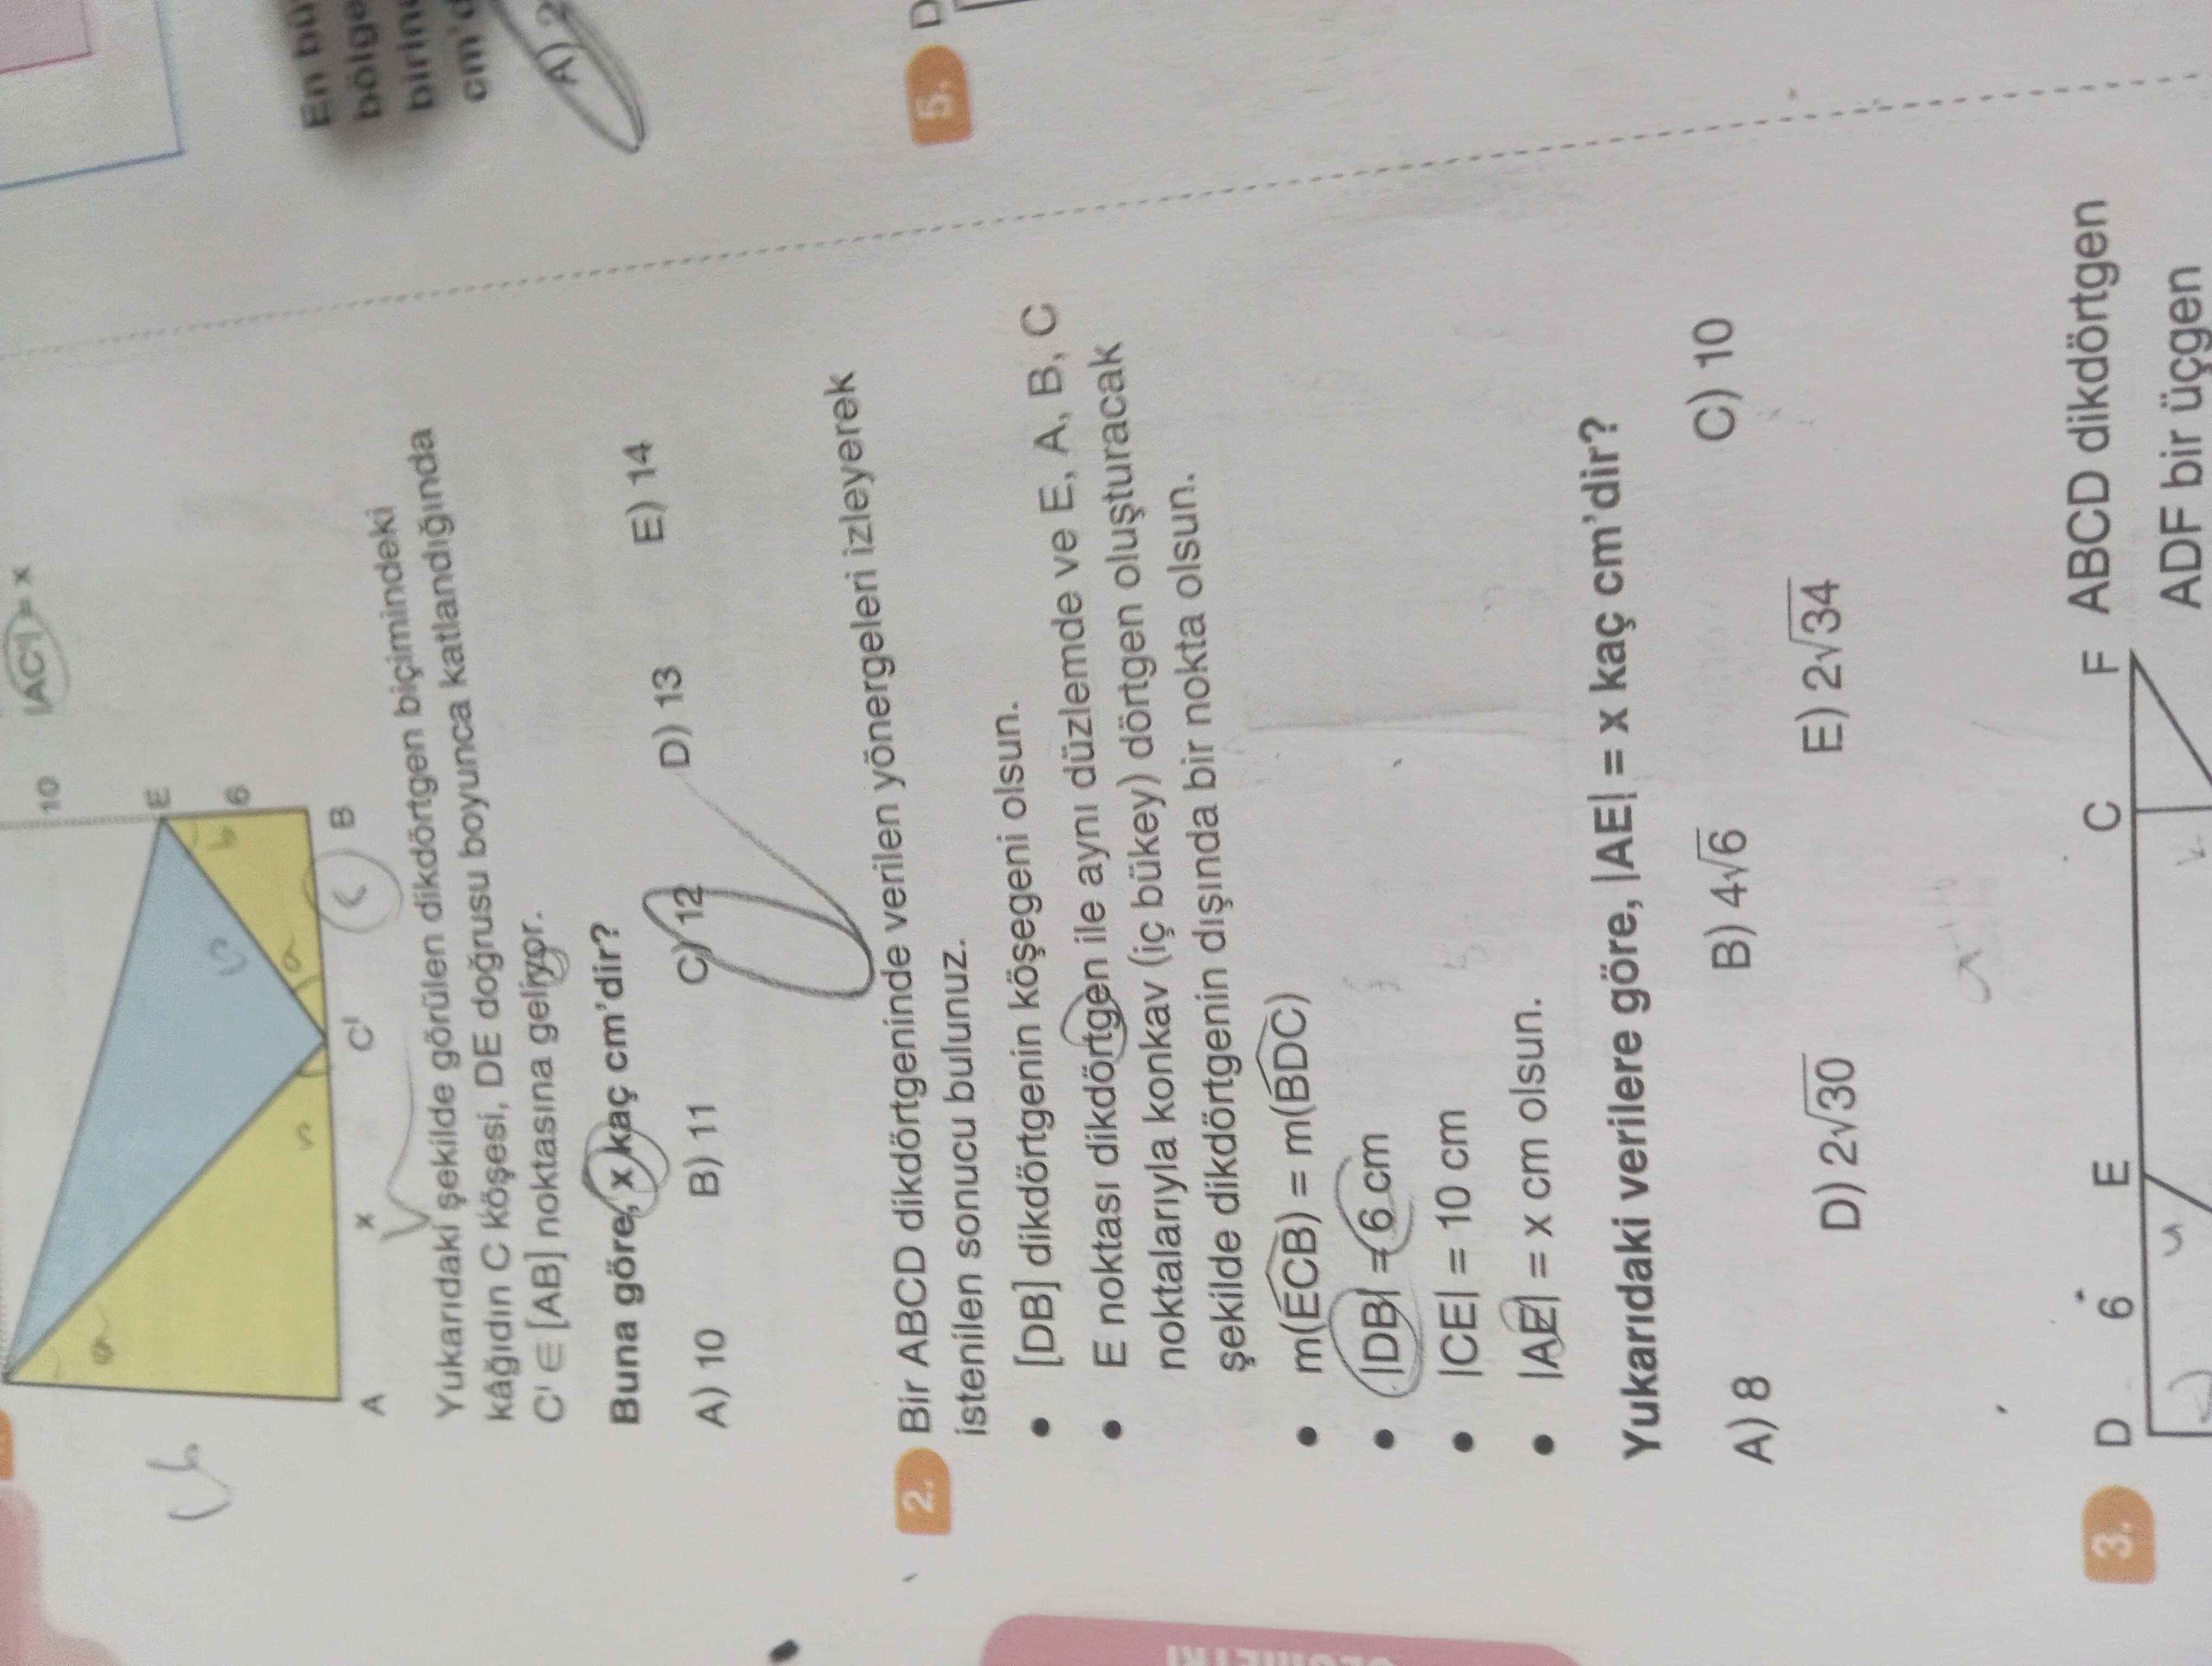 10
|AC'| = x
E
6
B
C'
x
A
Yukarıdaki şekilde görülen dikdörtgen biçimindeki
kâğıdın C köşesi, DE doğrusu boyunca katlandığında
C' ∈ [AB] noktasına geliyor.
Buna göre, x kaç cm'dir?
A) 10
B) 11
C) 12
D) 13
E) 14
2. Bir ABCD dikdörtgeninde verilen yönergeleri izleyerek
istenilen sonucu bulunuz.
• [DB] dikdörtgenin köşegeni olsun.
• E noktası dikdörtgen ile aynı düzlemde ve E, A, B, C
noktalarıyla konkav (iç bükey) dörtgen oluşturacak
şekilde dikdörtgenin dışında bir nokta olsun.
• m(ECB) = m(BDC)
• |DB| = 6 cm
• |CE| = 10 cm
• |AE| = x cm olsun.
Yukarıdaki verilere göre, |AE| = x kaç cm'dir?
A) 8
B) 4√6
C) 10
D) 2√30
E) 2√34
3.
D 6 E C F
ABCD dikdörtgen
ADF bir üçgen
En
bölge
cm'd
A) 2
5. D